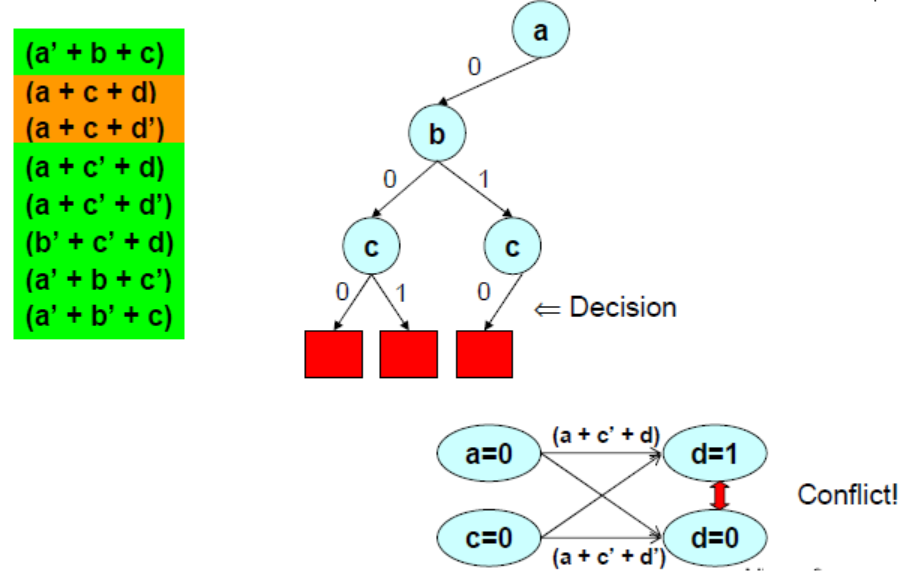 (a’ + b + c)
(a + c + d)
(a + c + d’)
(a + c’ + d)
(a + c’ + d’)
(b’ + c’ + d)
(a’ + b + c’)
(a’ + b’ + c)
a
0
b
0 1
c c
0 1 0
⇐ Decision
(a + c’ + d)
a=0 d=1
Conflict!
c=0 d=0
(a + c’ + d’)